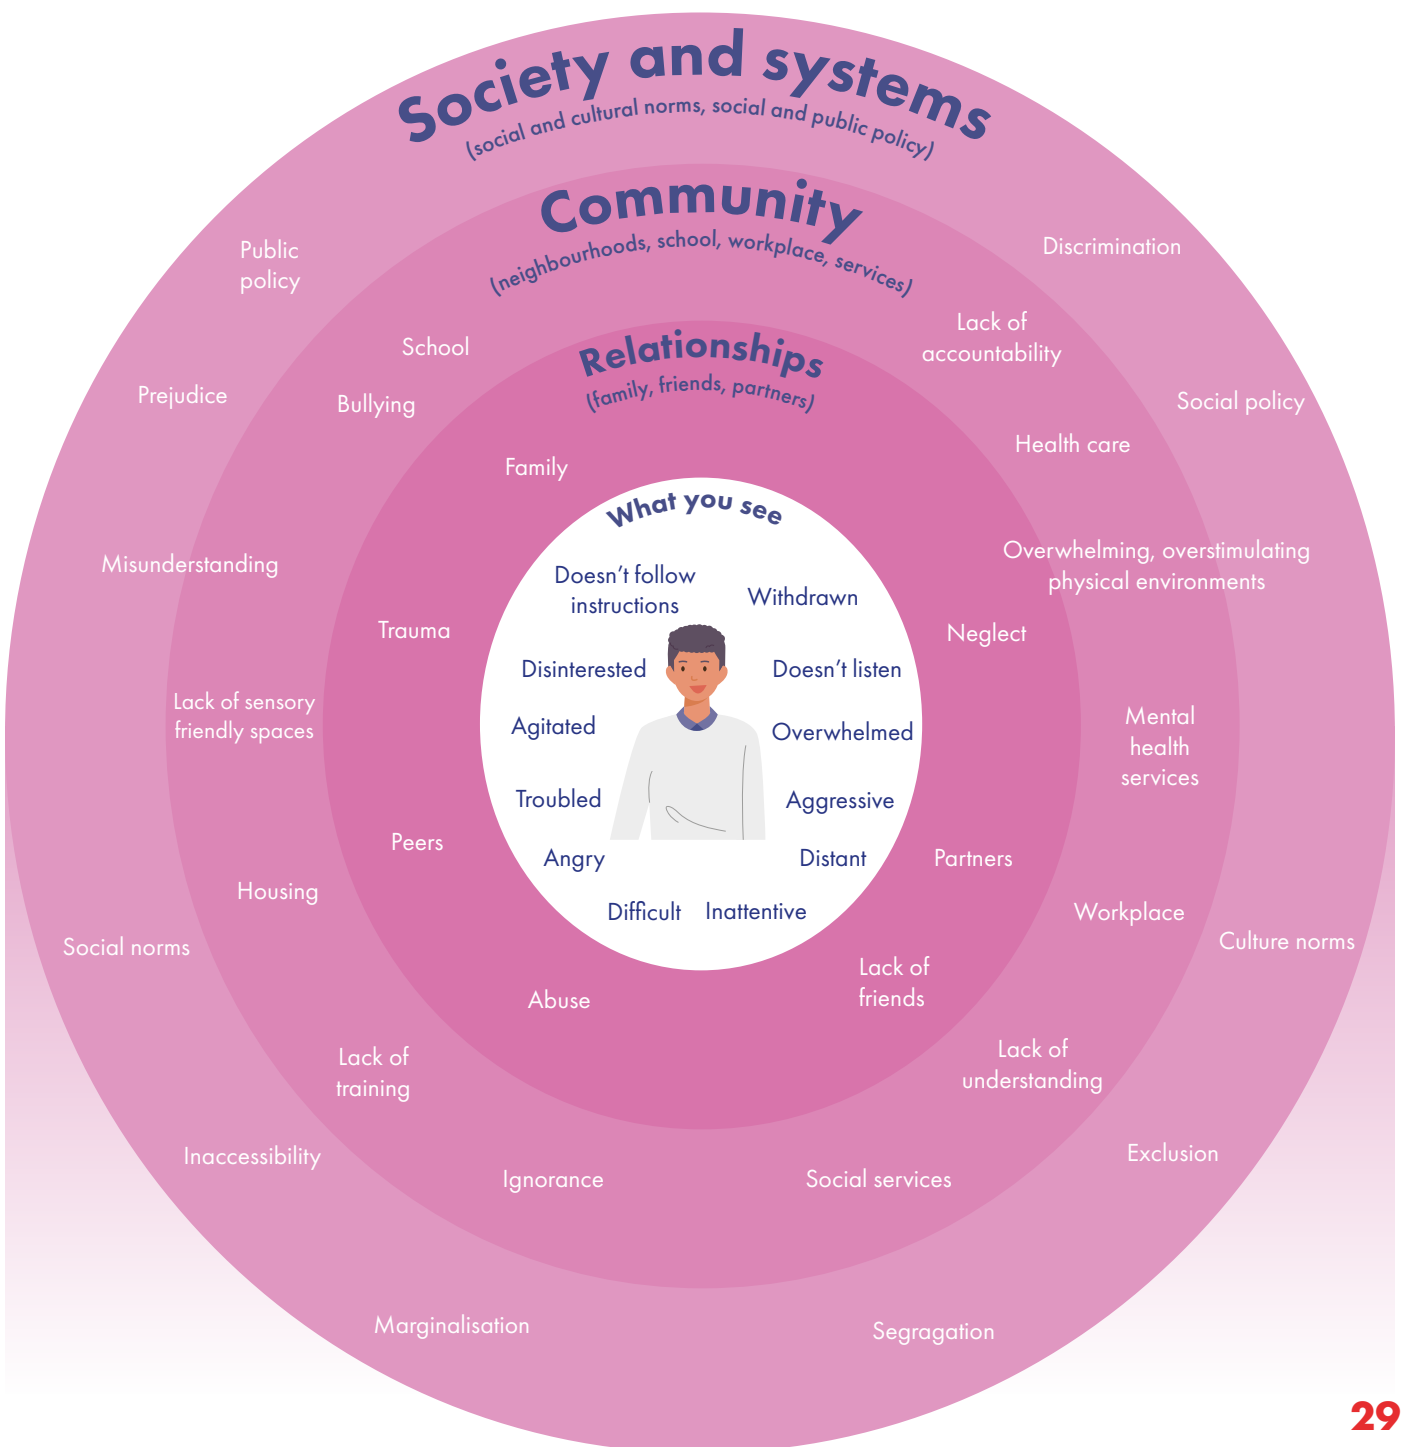 Society and systems
(social and cultural norms, social and public policy)
Community
(neighbourhoods, school, workplace, services)
Relationships
(family, friends, partners)
What you see
Public
policy
Discrimination
Prejudice
Social policy
Misunderstanding
Overwhelming, overstimulating
physical environments
Social norms
Culture norms
Inaccessibility
Exclusion
Marginalisation
Segragation
School
Bullying
Lack of
accountability
Health care
Lack of sensory
friendly spaces
Mental
health
services
Housing
Workplace
Lack of
training
Lack of
understanding
Ignorance
Social services
Family
Trauma
Neglect
Peers
Partners
Abuse
Lack of
friends
Doesn’t follow
instructions
Withdrawn
Disinterested
Doesn’t listen
Agitated
Overwhelmed
Troubled
Aggressive
Angry
Distant
Difficult
Inattentive
29